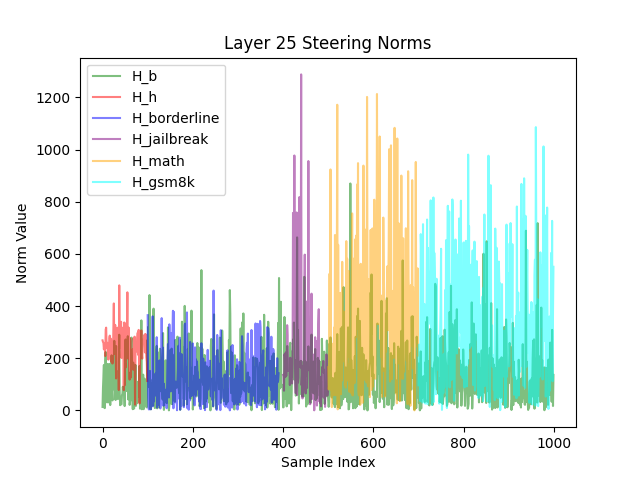 Layer 25 Steering Norms
H_b
H_h
H_borderline
H_jailbreak
H_math
H_gsm8k
Norm Value
1200
1000
800
600
400
200
0
0 200 400 600 800 1000
Sample Index